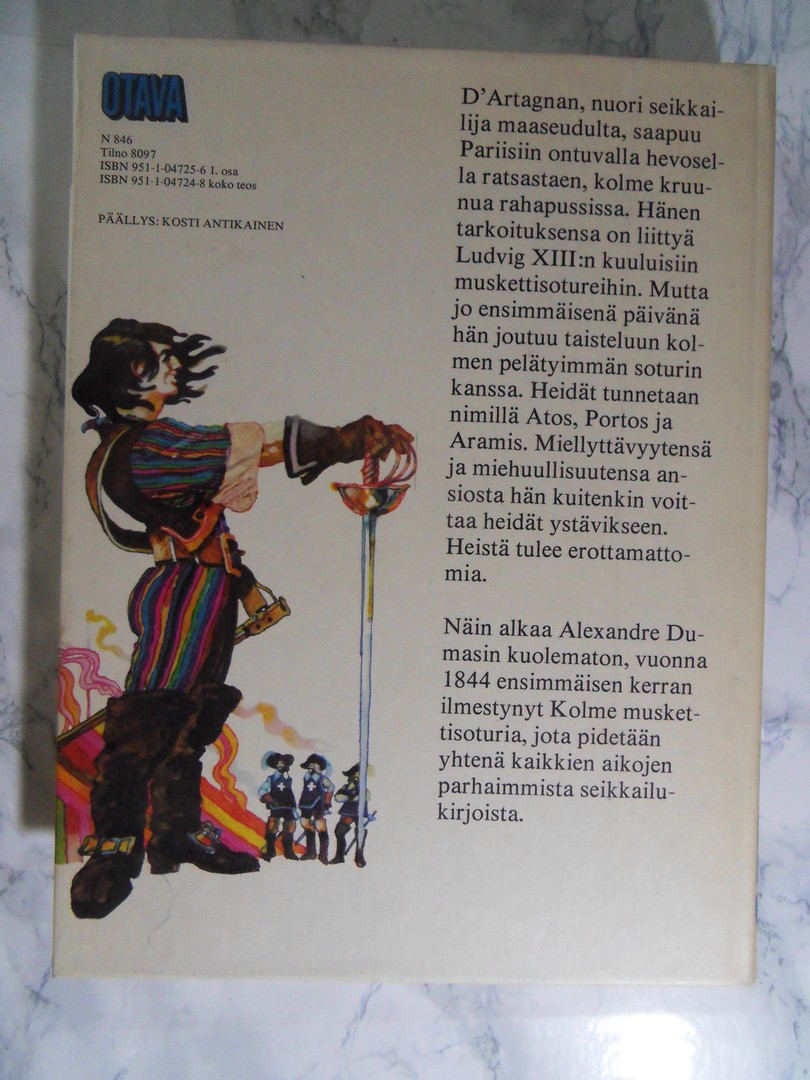 OTAVA
N 846
Tilno 8097
ISBN 951-1-04725-6 1. osa
ISBN 951-1-04724-8 koko teos
PÄÄLLYS: KOSTI ANTIKAINEN
D'Artagnan, nuori seikkai-
lija maaseudulta, saapuu
Pariisiin ontuvalla hevosel-
la ratsastaen, kolme kruu-
nua rahapussissa. Hänen
tarkoituksensa on liittyä
Ludvig XIII:n kuuluisiin
muskettisotureihin. Mutta
jo ensimmäisenä päivänä
hän joutuu taisteluun kol-
men pelätyimmän soturin
kanssa. Heidät tunnetaan
nimillä Atos, Portos ja
Aramis. Miellyttävyytensä
ja miehuullisuutensa an-
siosta hän kuitenkin voit-
taa heidät ystävikseen.
Heistä tulee erottamatto-
mia.
Näin alkaa Alexandre Du-
masin kuolematon, vuonna
1844 ensimmäisen kerran
ilmestynyt Kolme musket-
tisoturia, jota pidetään
yhtenä kaikkien aikojen
parhaimmista seikkailu-
kirjoista.